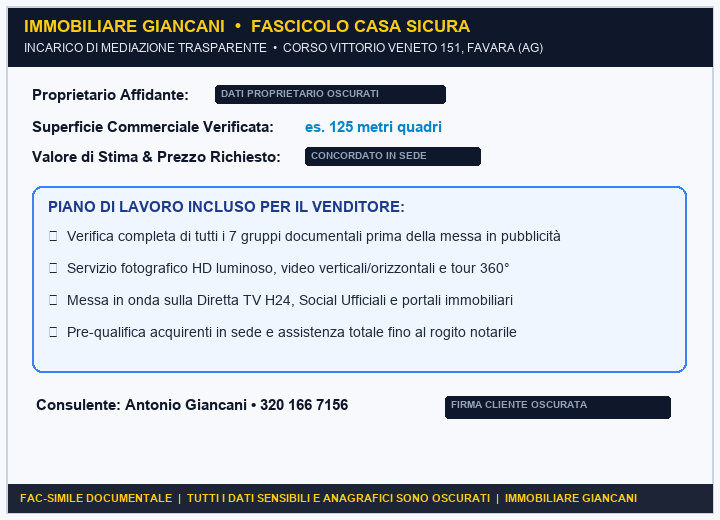 IMMOBILIARE GIANCANI • FASCICOLO CASA SICURA
INCARICO DI MEDIAZIONE TRASPARENTE • CORSO VITTORIO VENETO 151, FAVARA (AG)
Proprietario Affidante: DATI PROPRIETARIO OSCURATI
Superficie Commerciale Verificata: es. 125 metri quadri
Valore di Stima & Prezzo Richiesto: CONCORDATO IN SEDE
PIANO DI LAVORO INCLUSO PER IL VENDITORE:
Verifica completa di tutti i 7 gruppi documentali prima della messa in pubblicità
Servizio fotografico HD luminoso, video verticali/orizzontali e tour 360°
Messa in onda sulla Diretta TV H24, Social Ufficiali e portali immobiliari
Pre-qualifica acquirenti in sede e assistenza totale fino al rogito notarile
Consulente: Antonio Giancani • 320 166 7156 FIRMA CLIENTE OSCURATA
FAC-SIMILE DOCUMENTALE | TUTTI I DATI SENSIBILI E ANAGRAFICI SONO OSCURATI | IMMOBILIARE GIANCANI